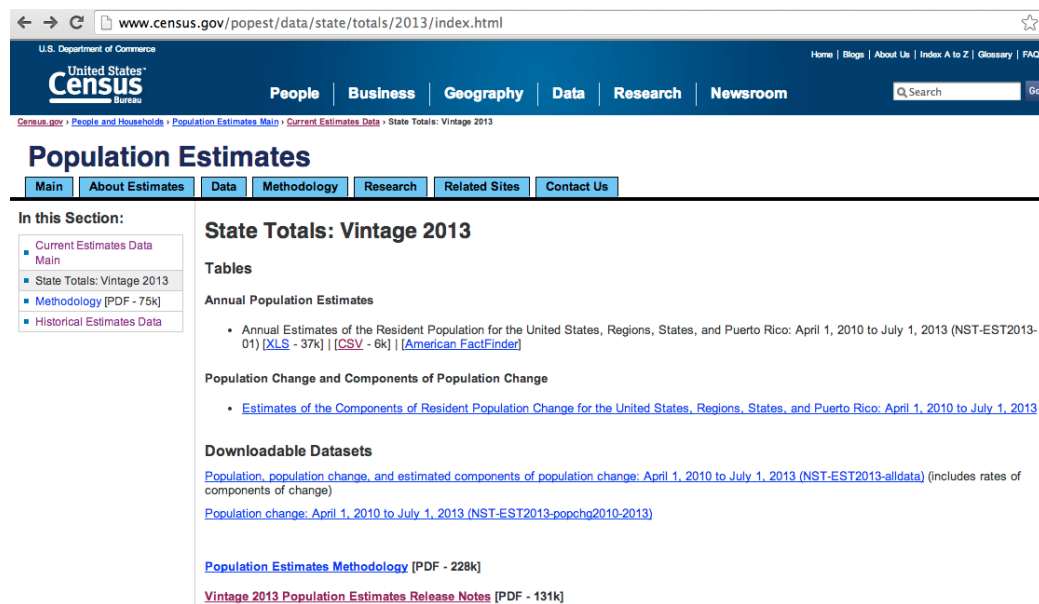 www.census.gov/popest/data/state/totals/2013/index.html
U.S. Department of Commerce
Home | Blogs | About Us | Index A to Z | Glossary | FAQ
United States™
Census
Bureau
People | Business | Geography | Data | Research | Newsroom
Search
Go
Census.gov › People and Households › Population Estimates Main › Current Estimates Data › State Totals: Vintage 2013
Population Estimates
Main About Estimates Data Methodology Research Related Sites Contact Us
In this Section:
Current Estimates Data
Main
State Totals: Vintage 2013
Methodology [PDF - 75k]
Historical Estimates Data
State Totals: Vintage 2013
Tables
Annual Population Estimates
• Annual Estimates of the Resident Population for the United States, Regions, States, and Puerto Rico: April 1, 2010 to July 1, 2013 (NST-EST2013-
01) [XLS - 37k] | [CSV - 6k] | [American FactFinder]
Population Change and Components of Population Change
• Estimates of the Components of Resident Population Change for the United States, Regions, States, and Puerto Rico: April 1, 2010 to July 1, 2013
Downloadable Datasets
Population, population change, and estimated components of population change: April 1, 2010 to July 1, 2013 (NST-EST2013-alldata) (includes rates of
components of change)
Population change: April 1, 2010 to July 1, 2013 (NST-EST2013-popchg2010-2013)
Population Estimates Methodology [PDF - 228k]
Vintage 2013 Population Estimates Release Notes [PDF - 131k]